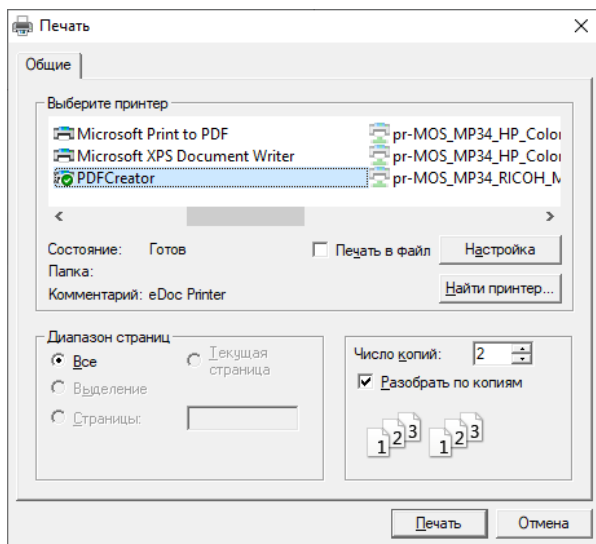 Печать
Общие
Выберите принтер
Microsoft Print to PDF
pr-MOS_MP34_HP_Color
Microsoft XPS Document Writer
pr-MOS_MP34_HP_Color
PDFCreator
pr-MOS_MP34_RICOH_M
Состояние: Готов
Печать в файл
Настройка
Папка:
Комментарий: eDoc Printer
Найти принтер...
Диапазон страниц
Все
Текущая
страница
Выделение
Страницы:
Число копий: 2
Разобрать по копиям
1 2 3 1 2 3
Печать
Отмена